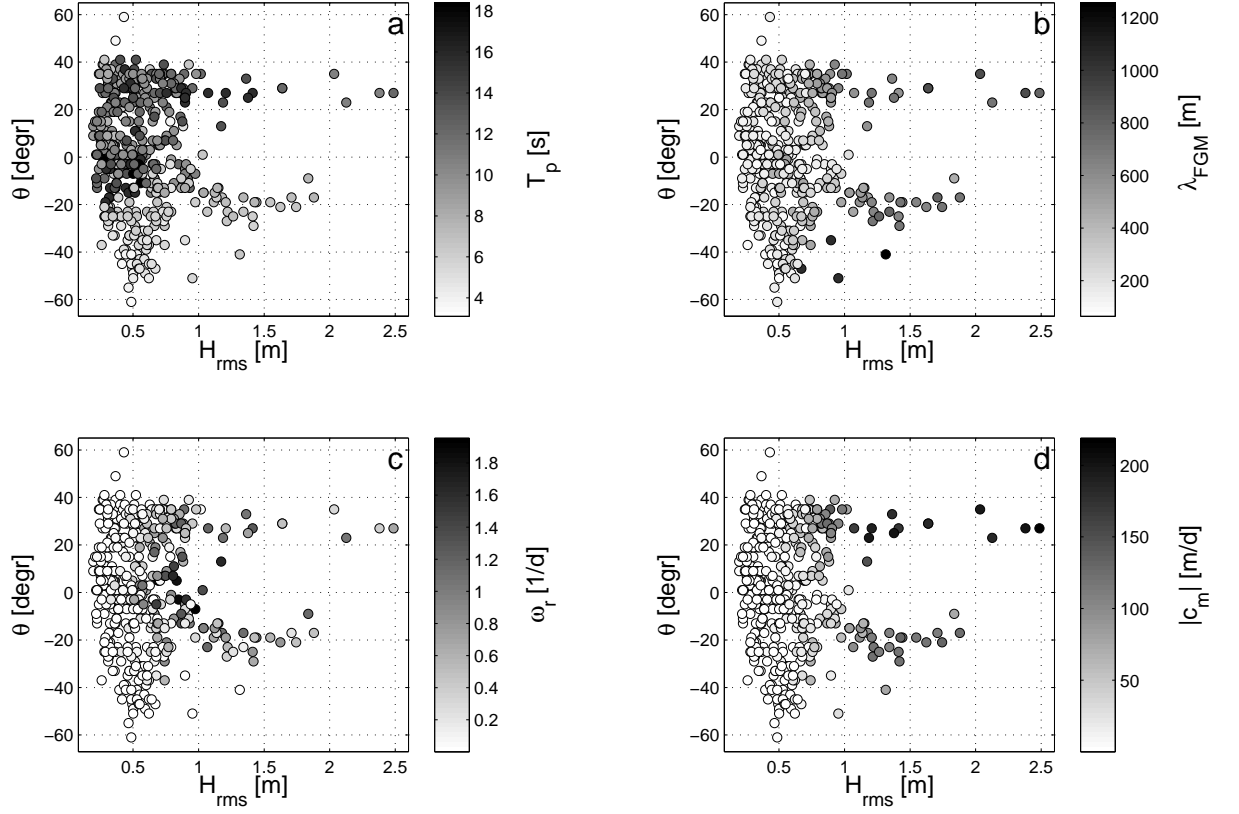 a
60
40
20
0
−20
−40
−60
0.5 1 1.5 2 2.5
θ [degr]
H_rms [m]
18
16
14
12
10
8
6
4
T_p [s]
b
60
40
20
0
−20
−40
−60
0.5 1 1.5 2 2.5
θ [degr]
H_rms [m]
1200
1000
800
600
400
200
λ_FGM [m]
c
60
40
20
0
−20
−40
−60
0.5 1 1.5 2 2.5
θ [degr]
H_rms [m]
1.8
1.6
1.4
1.2
1
0.8
0.6
0.4
0.2
ω_r [1/d]
d
60
40
20
0
−20
−40
−60
0.5 1 1.5 2 2.5
θ [degr]
H_rms [m]
200
150
100
50
|c_m| [m/d]